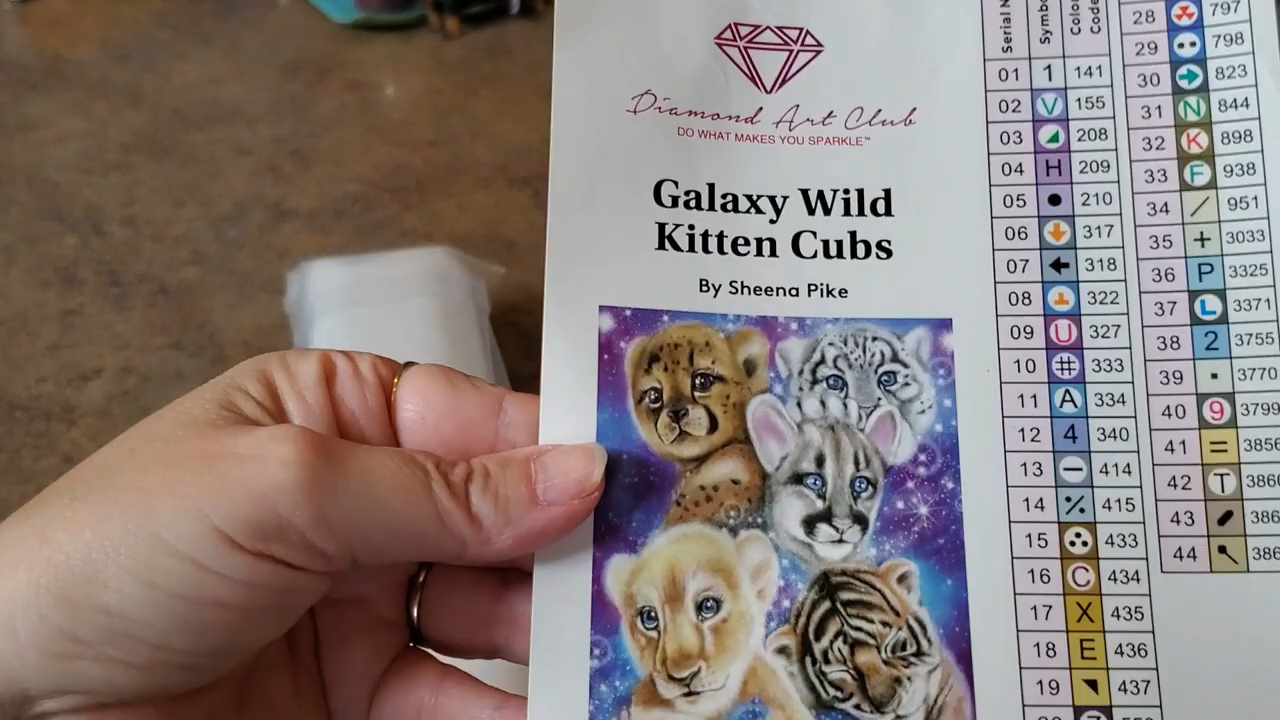 Diamond Art Club
DO WHAT MAKES YOU SPARKLE™
Galaxy Wild
Kitten Cubs
By Sheena Pike
Serial
01 1 141
02 V 155
03 208
04 H 209
05 210
06 317
07 318
08 322
09 U 327
10 # 333
11 A 334
12 4 340
13 414
14 415
15 433
16 C 434
17 X 435
18 E 436
19 437
28 797
29 798
30 823
31 N 844
32 K 898
33 F 938
34 / 951
35 + 3033
36 P 3325
37 L 3371
38 2 3755
39 3770
40 9 3799
41 = 3856
42 T
43
44